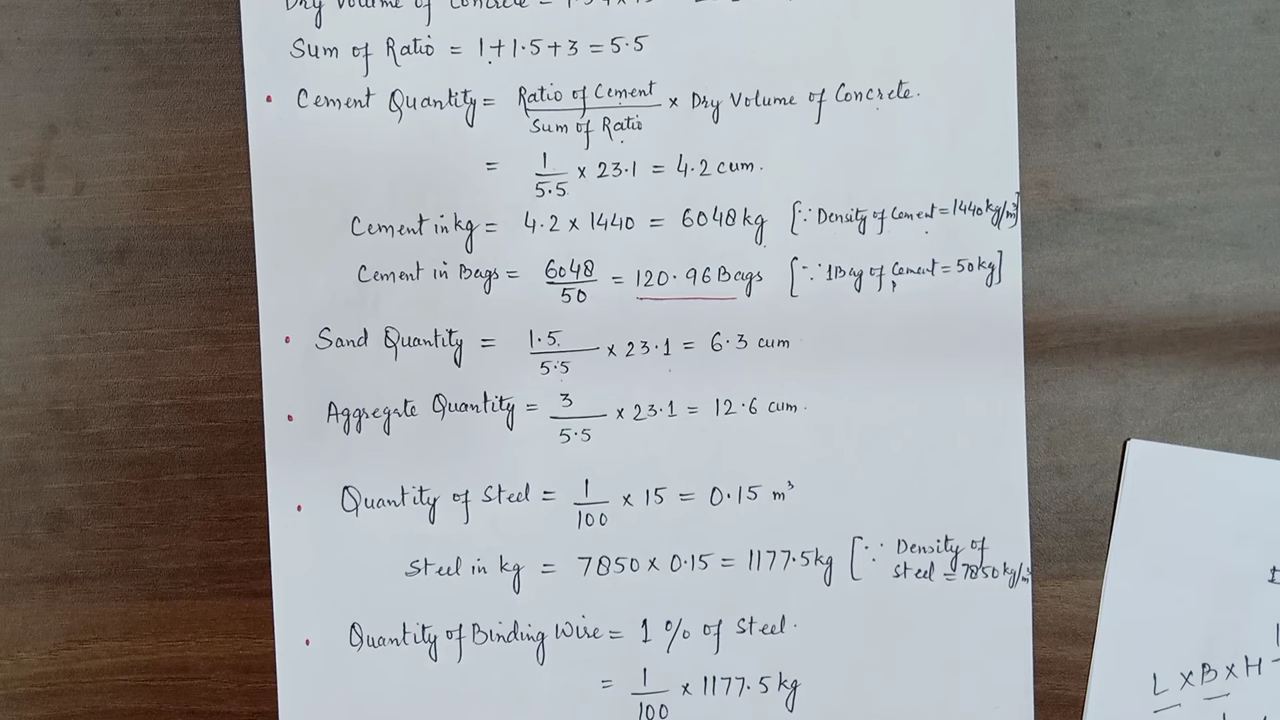 Dry Volume of Concrete =
Sum of Ratio = 1+1.5+3 = 5.5
• Cement Quantity = Ratio of Cement / Sum of Ratio × Dry Volume of Concrete.
= 1/5.5 × 23.1 = 4.2 cum.
Cement in kg = 4.2 × 1440 = 6048 kg [∵ Density of Cement = 1440 kg/m³]
Cement in Bags = 6048/50 = 120.96 Bags [∵ 1 Bag of Cement = 50 kg]
• Sand Quantity = 1.5/5.5 × 23.1 = 6.3 cum
• Aggregate Quantity = 3/5.5 × 23.1 = 12.6 cum.
• Quantity of Steel = 1/100 × 15 = 0.15 m³
Steel in kg = 7850 × 0.15 = 1177.5 kg [∵ Density of
steel = 7850 kg/m³
• Quantity of Binding Wire = 1 % of Steel.
= 1/100 × 1177.5 kg
L × B × H